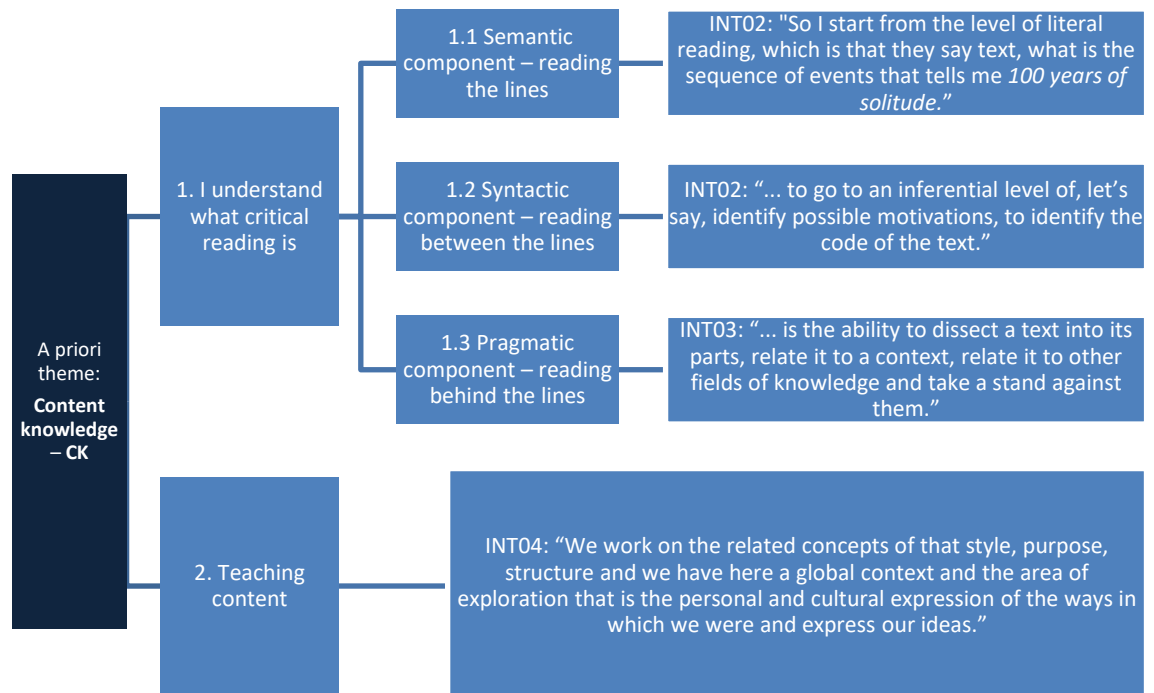 A priori
theme:
Content
knowledge
– CK
1. I understand
what critical
reading is
1.1 Semantic
component – reading
the lines
INT02: "So I start from the level of literal
reading, which is that they say text, what is the
sequence of events that tells me 100 years of
solitude.”
1.2 Syntactic
component – reading
between the lines
INT02: “... to go to an inferential level of, let’s
say, identify possible motivations, to identify the
code of the text.”
1.3 Pragmatic
component – reading
behind the lines
INT03: “... is the ability to dissect a text into its
parts, relate it to a context, relate it to other
fields of knowledge and take a stand against
them.”
2. Teaching
content
INT04: “We work on the related concepts of that style, purpose,
structure and we have here a global context and the area of
exploration that is the personal and cultural expression of the ways in
which we were and express our ideas.”